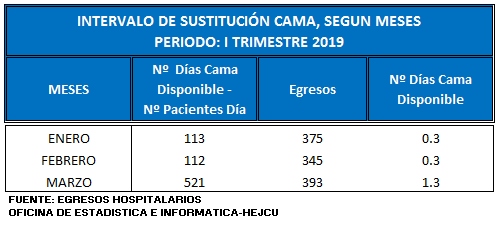 INTERVALO DE SUSTITUCIÓN CAMA, SEGUN MESES
PERIODO: I TRIMESTRE 2019
MESES
Nº Días Cama
Disponible -
Nº Pacientes Día
Egresos
Nº Días Cama
Disponible
ENERO 113 375 0.3
FEBRERO 112 345 0.3
MARZO 521 393 1.3
FUENTE: EGRESOS HOSPITALARIOS
OFICINA DE ESTADISTICA E INFORMATICA-HEJCU